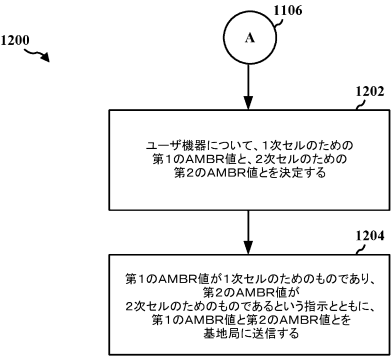 1200
1106
A
1202
ユーザ機器について、1次セルのための
第1のAMBR値と、2次セルのための
第2のAMBR値とを決定する
1204
第1のAMBR値が1次セルのためのものであり、
第2のAMBR値が
2次セルのためのものであるという指示とともに、
第1のAMBR値と第2のAMBR値とを
基地局に送信する